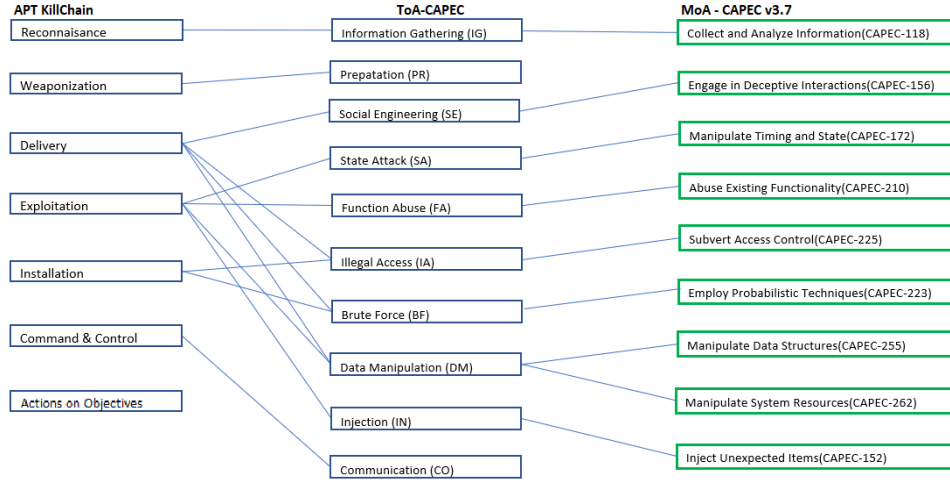 APT KillChain
ToA-CAPEC
MoA - CAPEC v3.7
Reconnaisance
Information Gathering (IG)
Collect and Analyze Information(CAPEC-118)
Weaponization
Prepatation (PR)
Engage in Deceptive Interactions(CAPEC-156)
Social Engineering (SE)
Delivery
Manipulate Timing and State(CAPEC-172)
State Attack (SA)
Exploitation
Function Abuse (FA)
Abuse Existing Functionality(CAPEC-210)
Subvert Access Control(CAPEC-225)
Installation
Illegal Access (IA)
Employ Probabilistic Techniques(CAPEC-223)
Brute Force (BF)
Command & Control
Manipulate Data Structures(CAPEC-255)
Data Manipulation (DM)
Actions on Objectives
Manipulate System Resources(CAPEC-262)
Injection (IN)
Inject Unexpected Items(CAPEC-152)
Communication (CO)